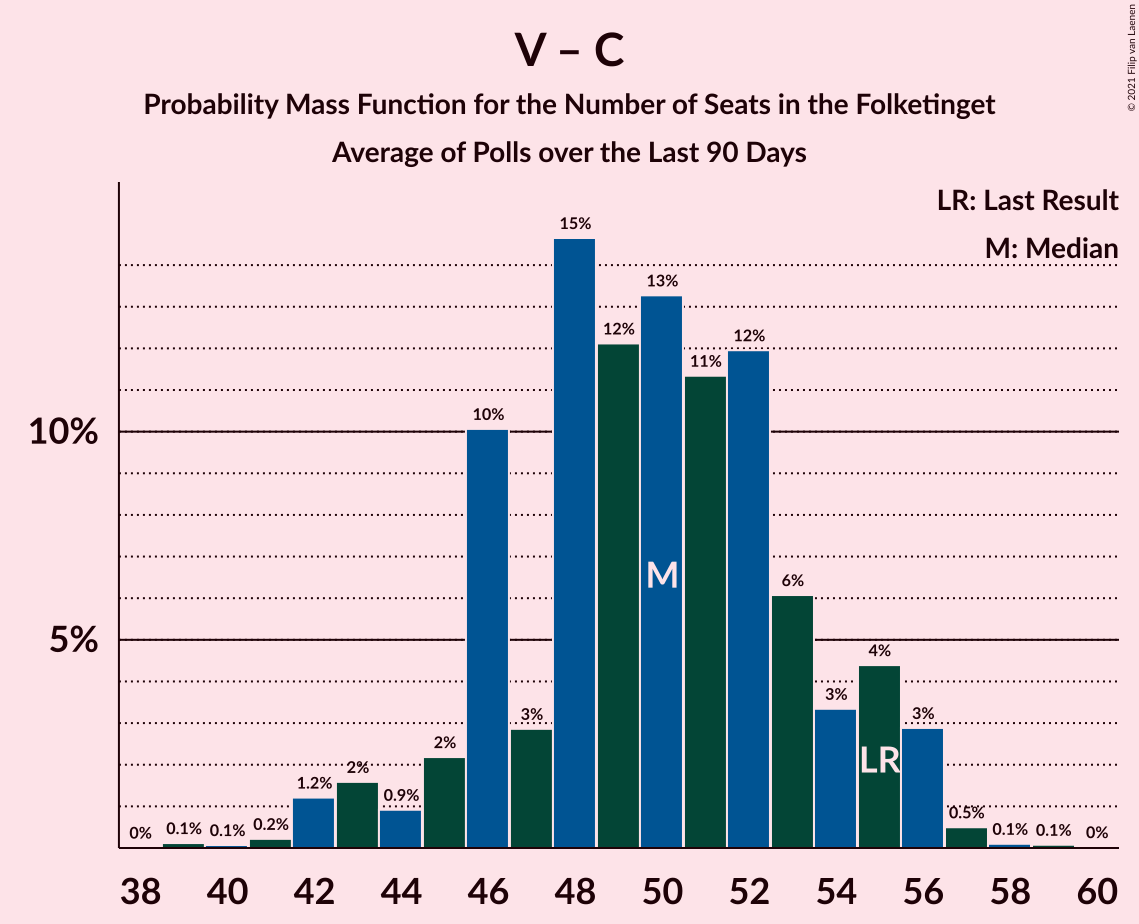 V – C
Probability Mass Function for the Number of Seats in the Folketinget
Average of Polls over the Last 90 Days
© 2021 Filip van Laenen
LR: Last Result
M: Median
10%
5%
0%
0.1%
0.1%
0.2%
1.2%
2%
0.9%
2%
10%
3%
15%
12%
13%
11%
12%
6%
3%
4%
3%
0.5%
0.1%
0.1%
0%
M
LR
38 40 42 44 46 48 50 52 54 56 58 60